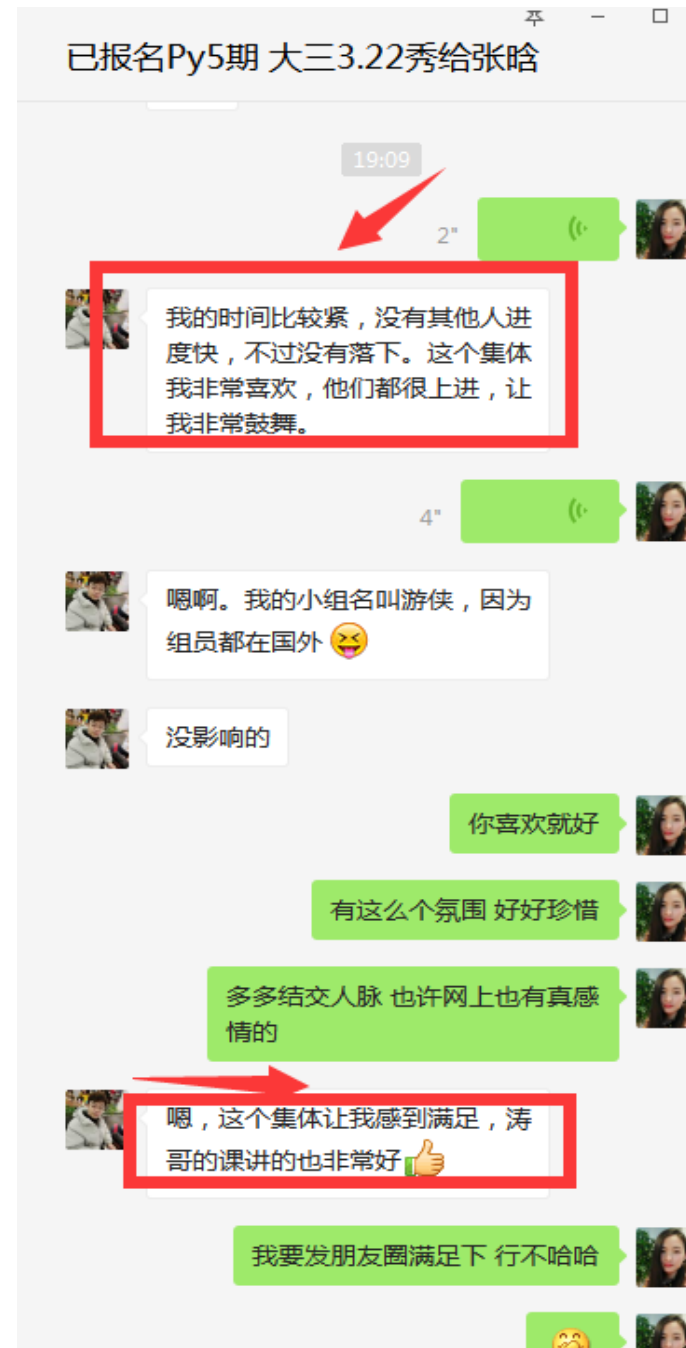 已报名Py5期 大三3.22秀给张晗
19:09
2"
我的时间比较紧，没有其他人进
度快，不过没有落下。这个集体
我非常喜欢，他们都很上进，让
我非常鼓舞。
4"
嗯啊。我的小组名叫游侠，因为
组员都在国外
没影响的
你喜欢就好
有这么个氛围 好好珍惜
多多结交人脉 也许网上也有真感
情的
嗯，这个集体让我感到满足，涛
哥的课讲的也非常好
我要发朋友圈满足下 行不哈哈